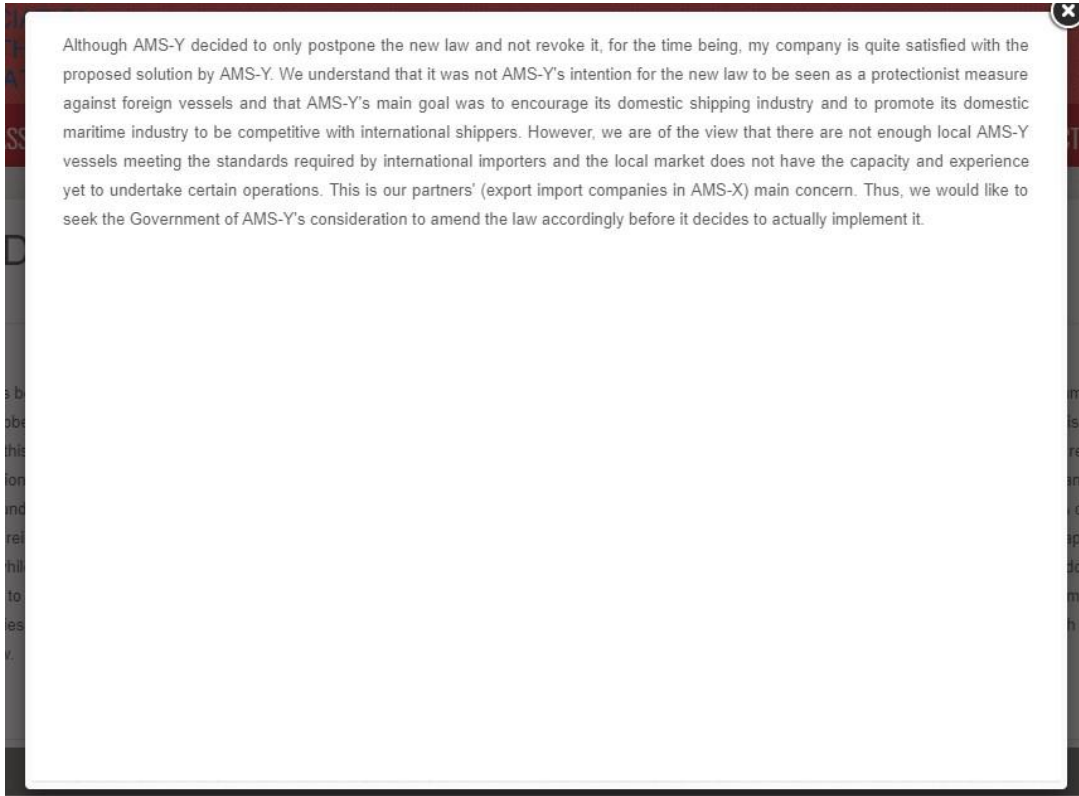 Although AMS-Y decided to only postpone the new law and not revoke it, for the time being, my company is quite satisfied with the
proposed solution by AMS-Y. We understand that it was not AMS-Y's intention for the new law to be seen as a protectionist measure
against foreign vessels and that AMS-Y's main goal was to encourage its domestic shipping industry and to promote its domestic
maritime industry to be competitive with international shippers. However, we are of the view that there are not enough local AMS-Y
vessels meeting the standards required by international importers and the local market does not have the capacity and experience
yet to undertake certain operations. This is our partners' (export import companies in AMS-X) main concern. Thus, we would like to
seek the Government of AMS-Y's consideration to amend the law accordingly before it decides to actually implement it.